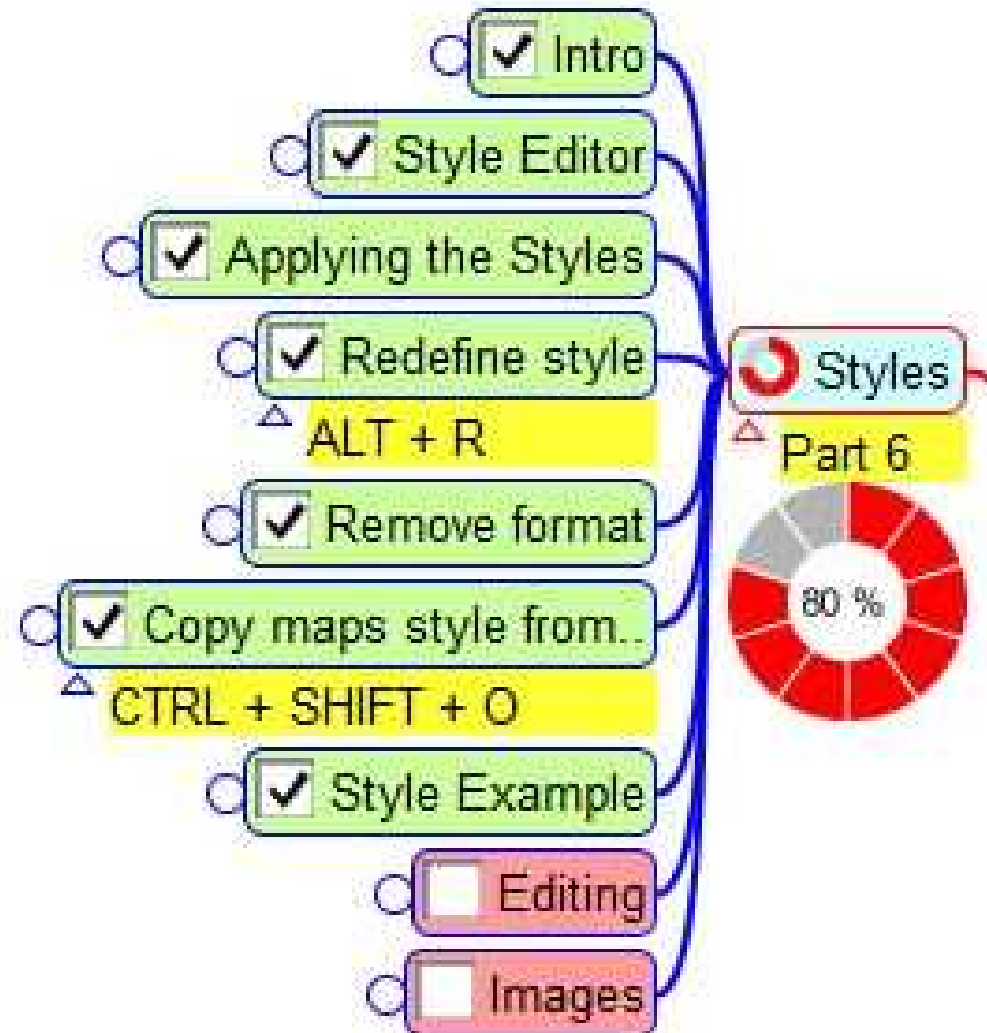 Intro
Style Editor
Applying the Styles
Redefine style
ALT + R
Remove format
Copy maps style from..
CTRL + SHIFT + O
Style Example
Editing
Images
Styles
Part 6
80 %